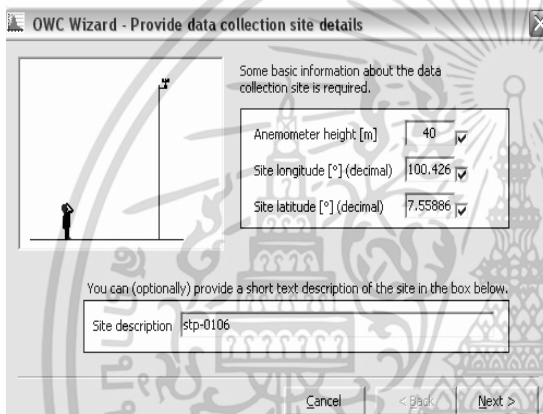 OWC Wizard - Provide data collection site details
Some basic information about the data
collection site is required.
Anemometer height [m] 40
Site longitude [°] (decimal) 100.426
Site latitude [°] (decimal) 7.55886
You can (optionally) provide a short text description of the site in the box below.
Site description stp-0106
Cancel < Back Next >